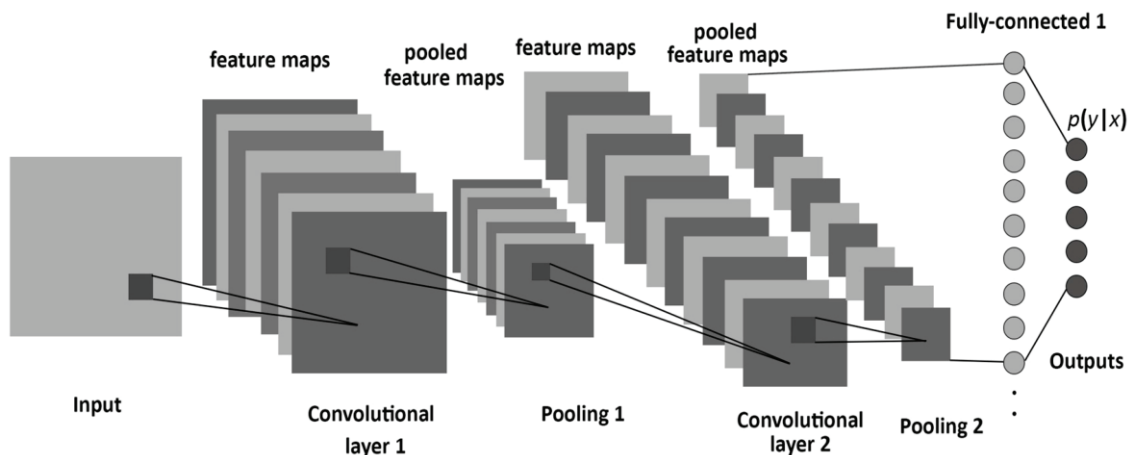 feature maps
pooled
feature maps
feature maps
pooled
feature maps
Fully-connected 1
p(y|x)
Input
Convolutional
layer 1
Pooling 1
Convolutional
layer 2
Pooling 2
Outputs